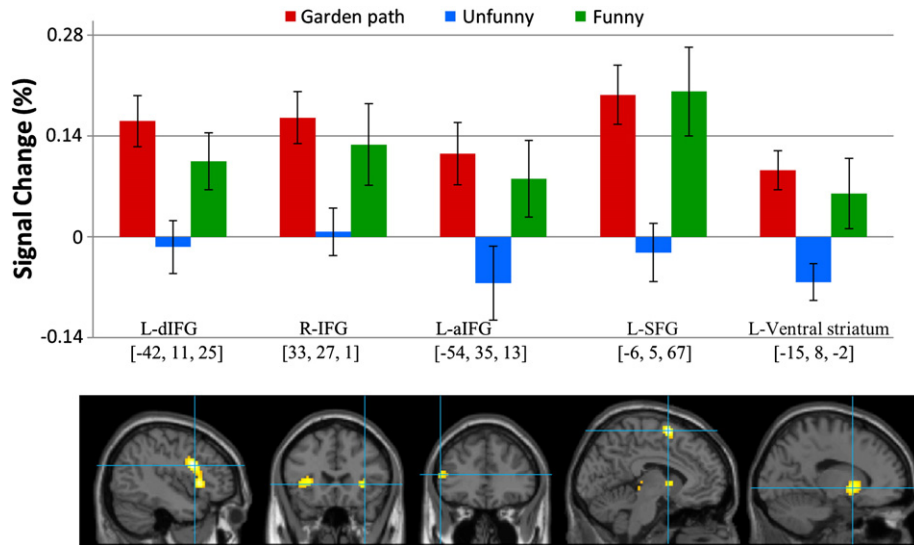 Garden path Unfunny Funny
Signal Change (%)
0.28
0.14
0
-0.14
L-dIFG R-IFG L-aIFG L-SFG L-Ventral striatum
[-42, 11, 25] [33, 27, 1] [-54, 35, 13] [-6, 5, 67] [-15, 8, -2]